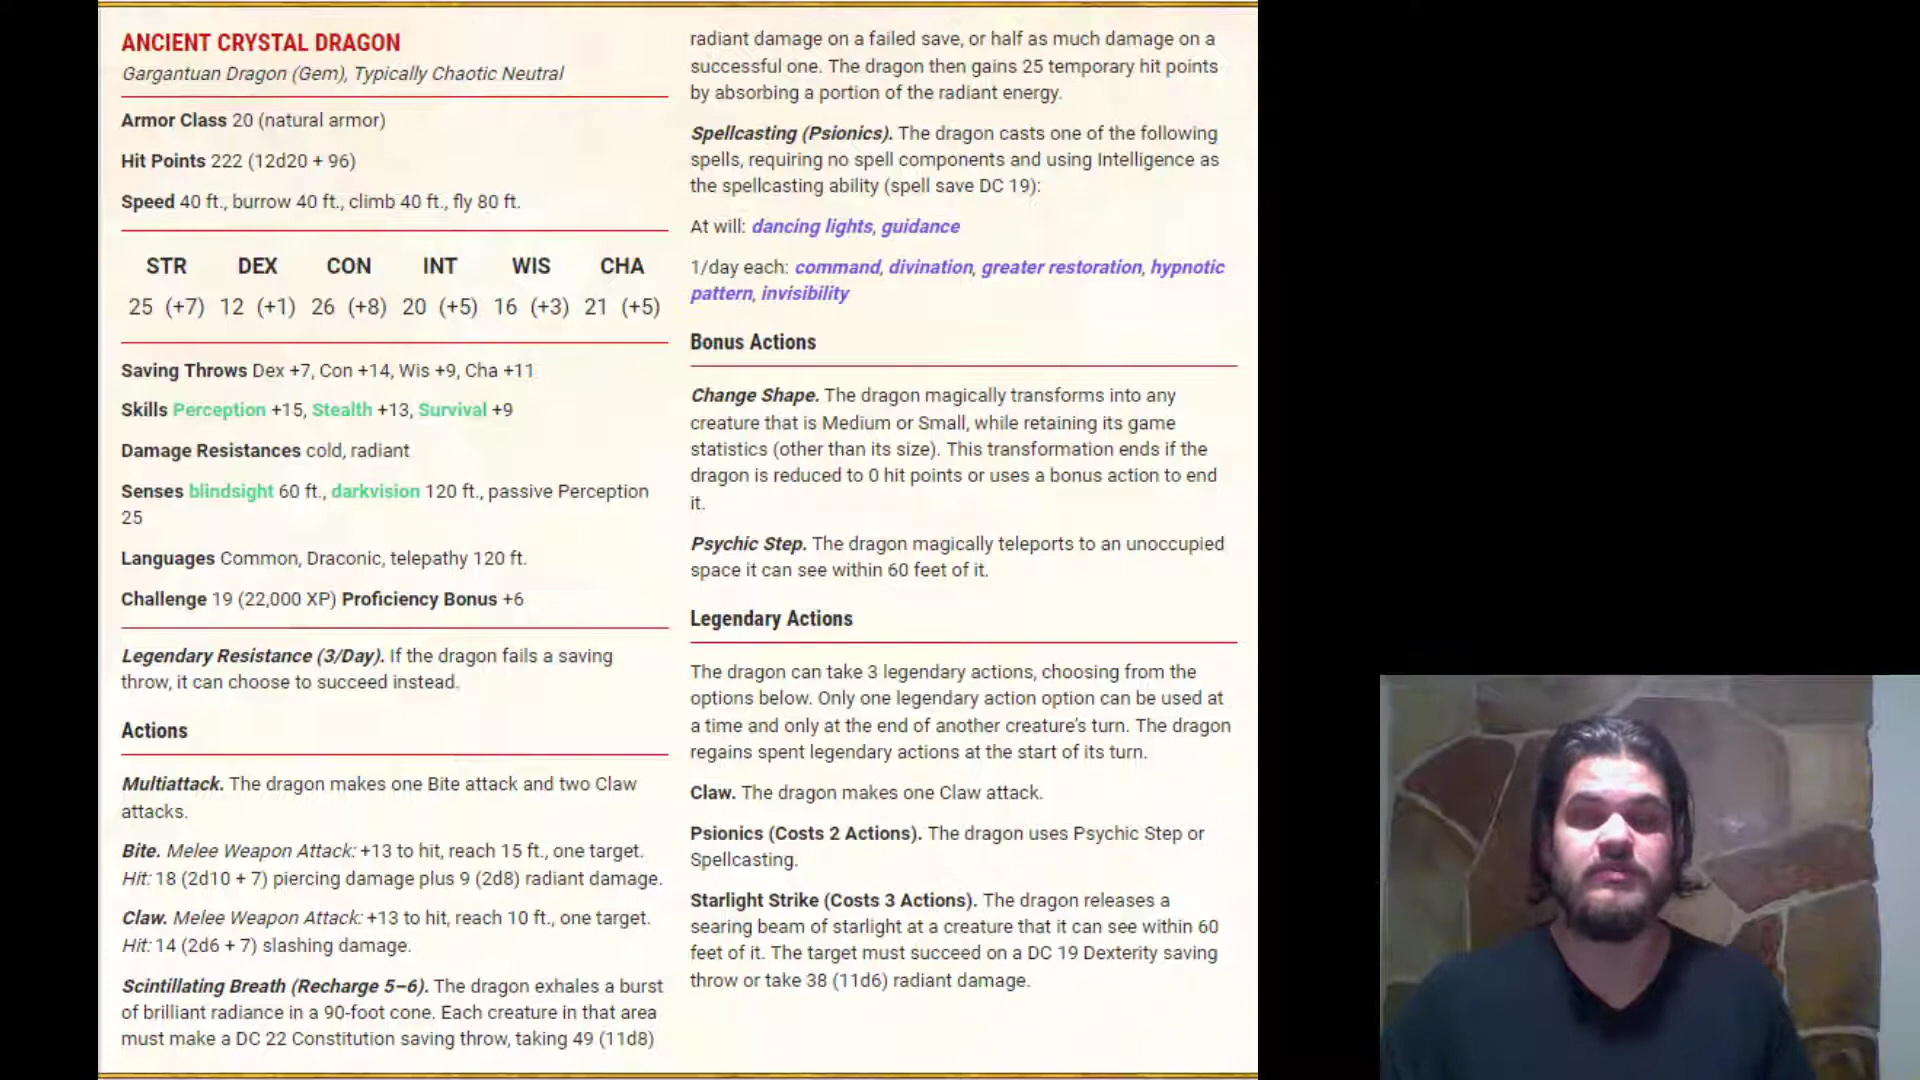 ANCIENT CRYSTAL DRAGON
Gargantuan Dragon (Gem), Typically Chaotic Neutral
Armor Class 20 (natural armor)
Hit Points 222 (12d20 + 96)
Speed 40 ft., burrow 40 ft., climb 40 ft., fly 80 ft.
STR DEX CON INT WIS CHA
25 (+7) 12 (+1) 26 (+8) 20 (+5) 16 (+3) 21 (+5)
Saving Throws Dex +7, Con +14, Wis +9, Cha +11
Skills Perception +15, Stealth +13, Survival +9
Damage Resistances cold, radiant
Senses blindsight 60 ft., darkvision 120 ft., passive Perception
25
Languages Common, Draconic, telepathy 120 ft.
Challenge 19 (22,000 XP) Proficiency Bonus +6
Legendary Resistance (3/Day). If the dragon fails a saving
throw, it can choose to succeed instead.
Actions
Multiattack. The dragon makes one Bite attack and two Claw
attacks.
Bite. Melee Weapon Attack: +13 to hit, reach 15 ft., one target.
Hit: 18 (2d10 + 7) piercing damage plus 9 (2d8) radiant damage.
Claw. Melee Weapon Attack: +13 to hit, reach 10 ft., one target.
Hit: 14 (2d6 + 7) slashing damage.
Scintillating Breath (Recharge 5–6). The dragon exhales a burst
of brilliant radiance in a 90-foot cone. Each creature in that area
must make a DC 22 Constitution saving throw, taking 49 (11d8)
radiant damage on a failed save, or half as much damage on a
successful one. The dragon then gains 25 temporary hit points
by absorbing a portion of the radiant energy.
Spellcasting (Psionics). The dragon casts one of the following
spells, requiring no spell components and using Intelligence as
the spellcasting ability (spell save DC 19):
At will: dancing lights, guidance
1/day each: command, divination, greater restoration, hypnotic
pattern, invisibility
Bonus Actions
Change Shape. The dragon magically transforms into any
creature that is Medium or Small, while retaining its game
statistics (other than its size). This transformation ends if the
dragon is reduced to 0 hit points or uses a bonus action to end
it.
Psychic Step. The dragon magically teleports to an unoccupied
space it can see within 60 feet of it.
Legendary Actions
The dragon can take 3 legendary actions, choosing from the
options below. Only one legendary action option can be used at
a time and only at the end of another creature's turn. The dragon
regains spent legendary actions at the start of its turn.
Claw. The dragon makes one Claw attack.
Psionics (Costs 2 Actions). The dragon uses Psychic Step or
Spellcasting.
Starlight Strike (Costs 3 Actions). The dragon releases a
searing beam of starlight at a creature that it can see within 60
feet of it. The target must succeed on a DC 19 Dexterity saving
throw or take 38 (11d6) radiant damage.